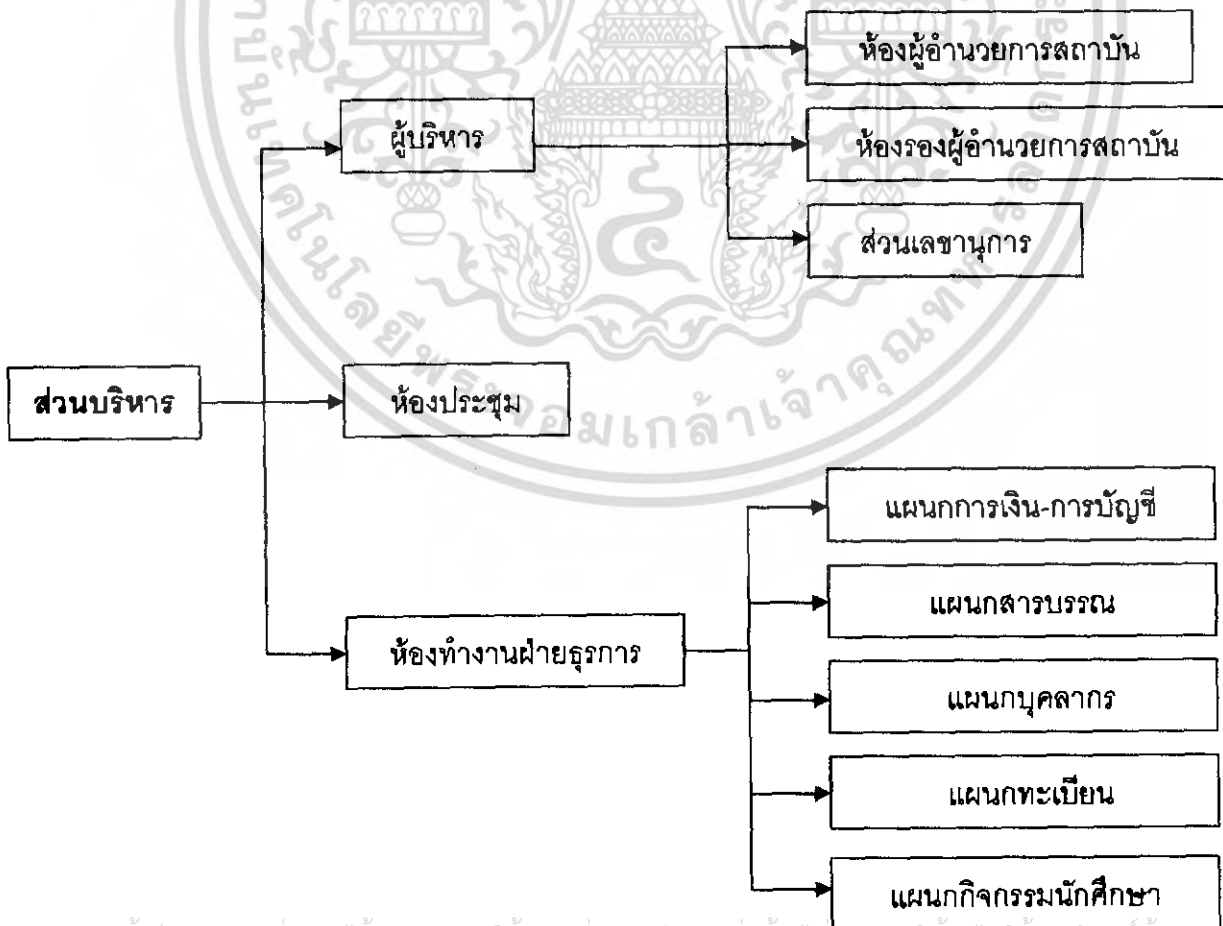 ห้องผู้อำนวยการสถาบัน
ผู้บริหาร
ห้องรองผู้อำนวยการสถาบัน
ส่วนเลขานุการ
ส่วนบริหาร
ห้องประชุม
แผนกการเงิน-การบัญชี
แผนกสารบรรณ
ห้องทำงานฝ่ายธุรการ
แผนกบุคลากร
แผนกทะเบียน
แผนกกิจกรรมนักศึกษา